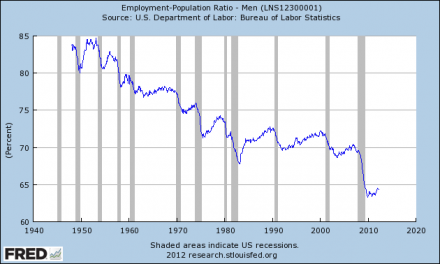 Employment-Population Ratio - Men (LNS12300001)
Source: U.S. Department of Labor: Bureau of Labor Statistics
85
80
75
70
65
60
(Percent)
1940 1950 1960 1970 1980 1990 2000 2010 2020
FRED
Shaded areas indicate US recessions.
2012 research.stlouisfed.org